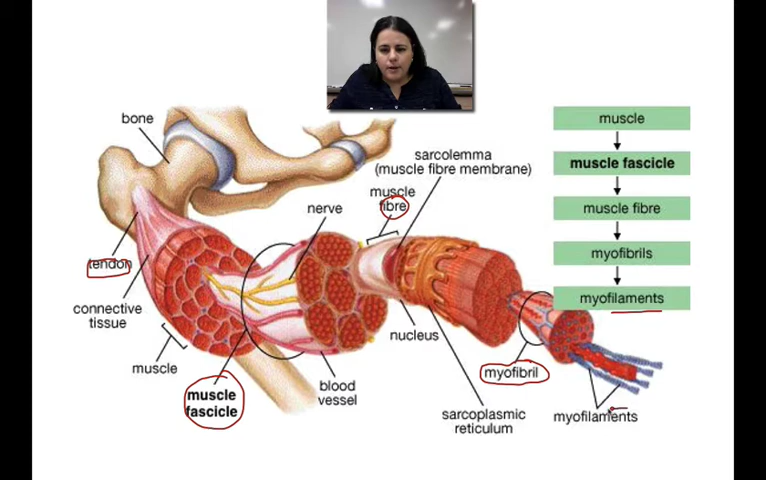 bone
sarcolemma
(muscle fibre membrane)
muscle
fibre
nerve
tendon
connective
tissue
muscle
muscle
fascicle
blood
vessel
nucleus
sarcoplasmic
reticulum
myofibril
myofilaments
muscle
muscle fascicle
muscle fibre
myofibrils
myofilaments